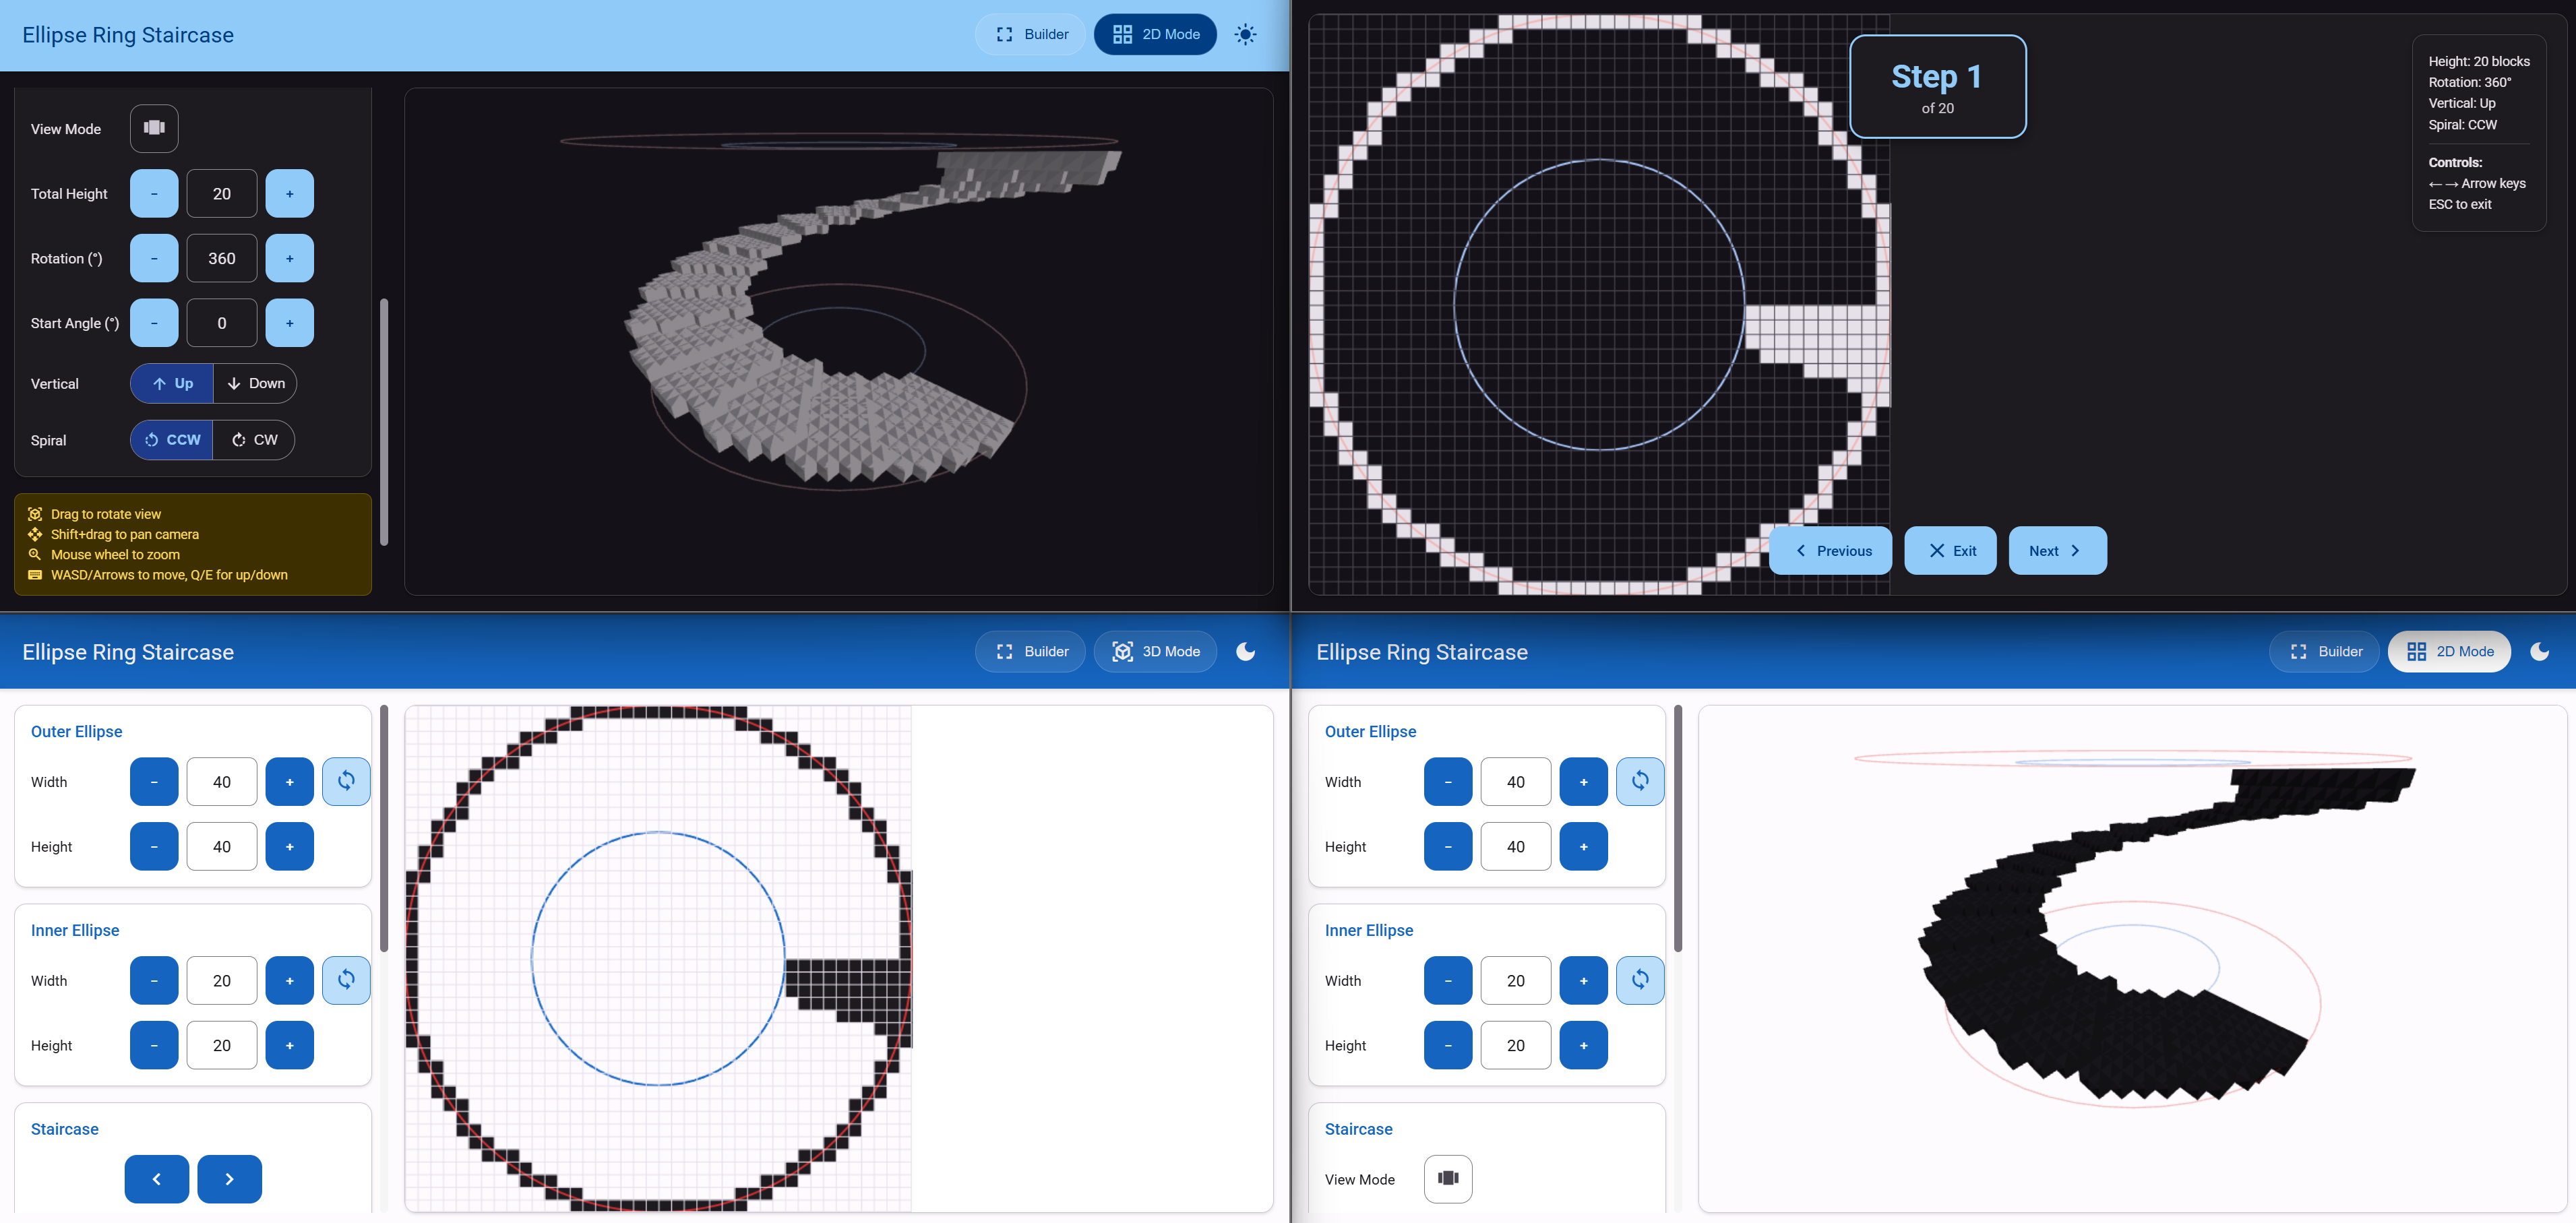 Ellipse Ring Staircase
Builder
2D Mode
View Mode
Total Height
−
20
+
Rotation (°)
−
360
+
Start Angle (°)
−
0
+
Vertical
Up
Down
Spiral
CCW
CW
Drag to rotate view
Shift+drag to pan camera
Mouse wheel to zoom
WASD/Arrows to move, Q/E for up/down
Step 1
of 20
Height: 20 blocks
Rotation: 360°
Vertical: Up
Spiral: CCW
Controls:
←→ Arrow keys
ESC to exit
Previous
Exit
Next
Ellipse Ring Staircase
Builder
3D Mode
Outer Ellipse
Width
−
40
+
Height
−
40
+
Inner Ellipse
Width
−
20
+
Height
−
20
+
Staircase
Ellipse Ring Staircase
Builder
2D Mode
Outer Ellipse
Width
−
40
+
Height
−
40
+
Inner Ellipse
Width
−
20
+
Height
−
20
+
Staircase
View Mode